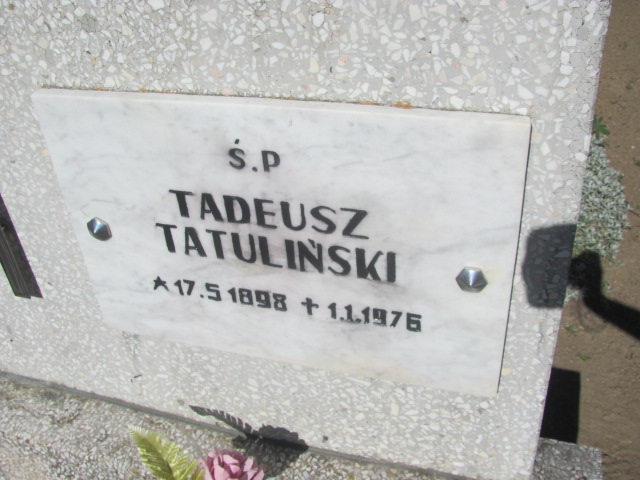 Ś.P
TADEUSZ
TATULIŃSKI
★17.5 1898 ✝ 1.1.1976